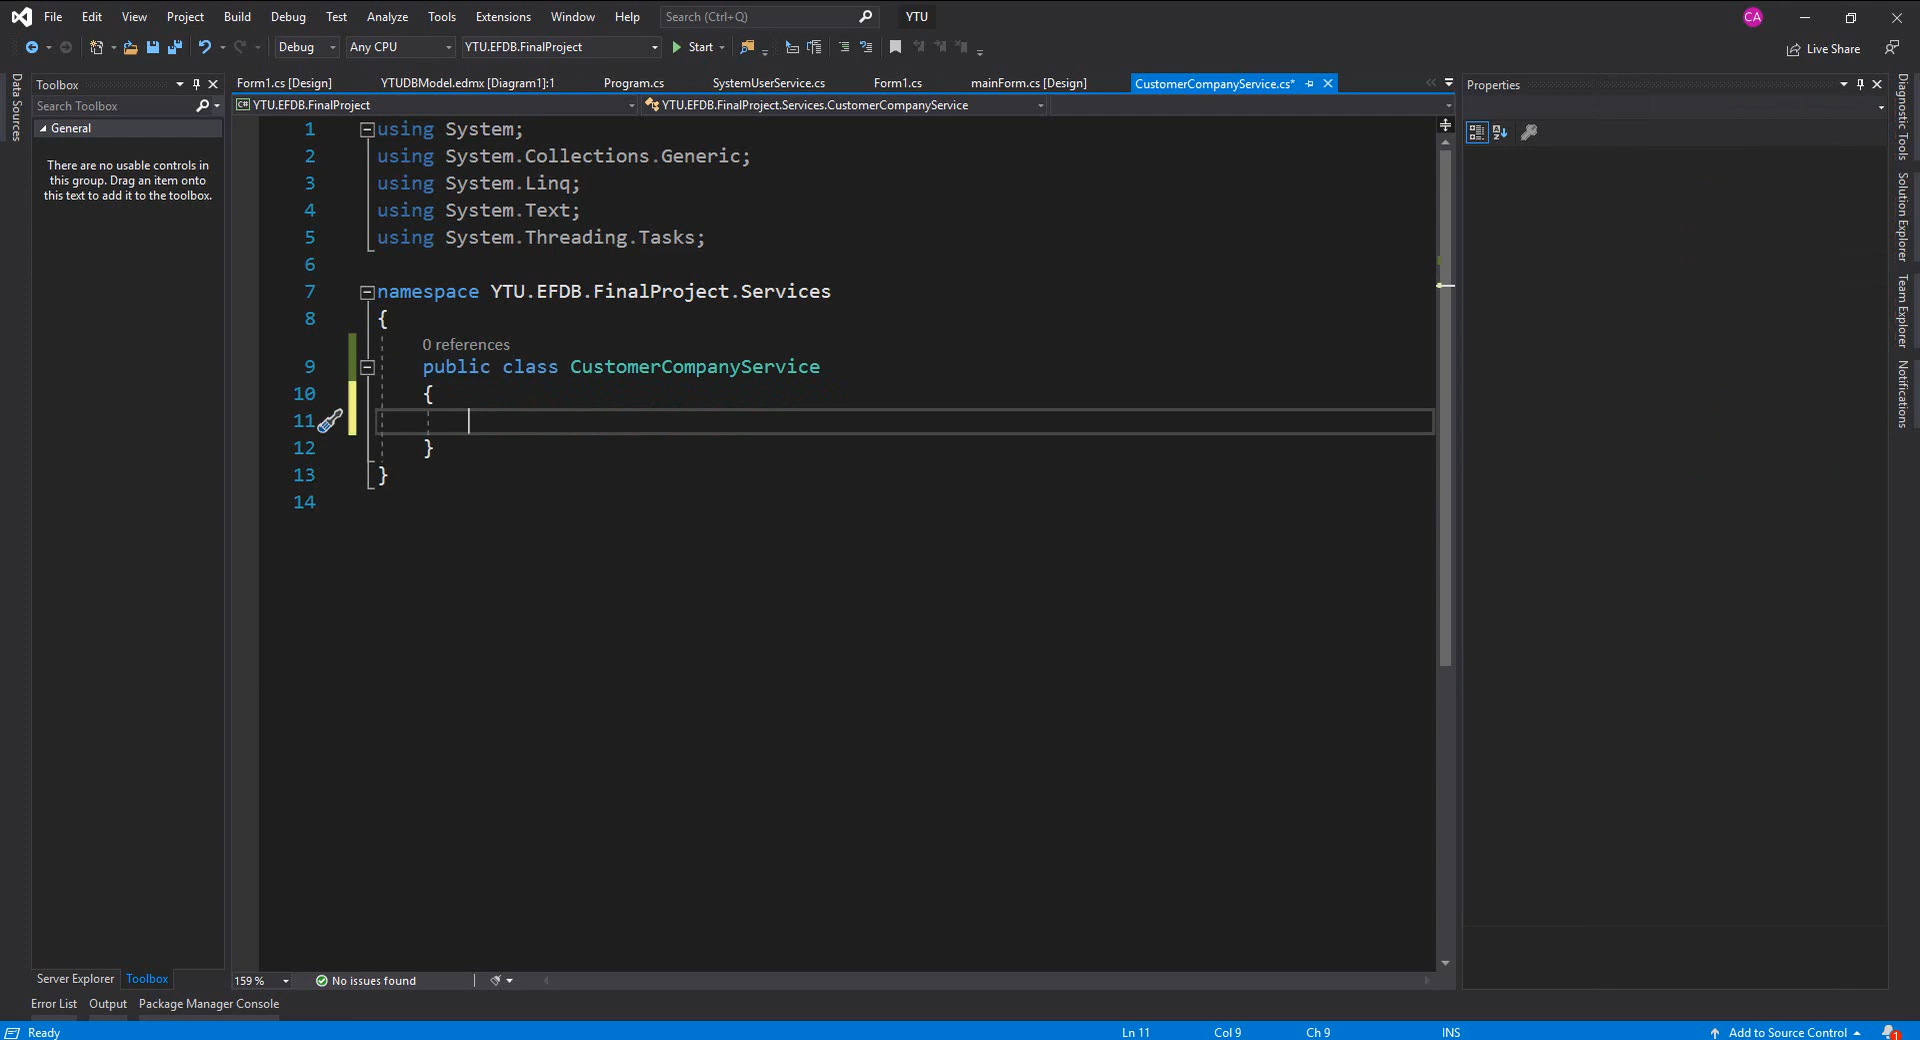 File Edit View Project Build Debug Test Analyze Tools Extensions Window Help Search (Ctrl+Q) YTU CA
Debug Any CPU YTU.EFDB.FinalProject Start Live Share
Data Sources
Toolbox
Search Toolbox
General
There are no usable controls in
this group. Drag an item onto
this text to add it to the toolbox.
Form1.cs [Design] YTUDBModel.edmx [Diagram1]:1 Program.cs SystemUserService.cs Form1.cs mainForm.cs [Design] CustomerCompanyService.cs*
YTU.EFDB.FinalProject YTU.EFDB.FinalProject.Services.CustomerCompanyService
1 using System;
2 using System.Collections.Generic;
3 using System.Linq;
4 using System.Text;
5 using System.Threading.Tasks;
6
7 namespace YTU.EFDB.FinalProject.Services
8 {
0 references
9 public class CustomerCompanyService
10 {
11
12 }
13 }
14
Properties
Diagnostic Tools
Solution Explorer
Team Explorer
Notifications
Server Explorer Toolbox
159 % No issues found
Error List Output Package Manager Console
Ready Ln 11 Col 9 Ch 9 INS Add to Source Control 1